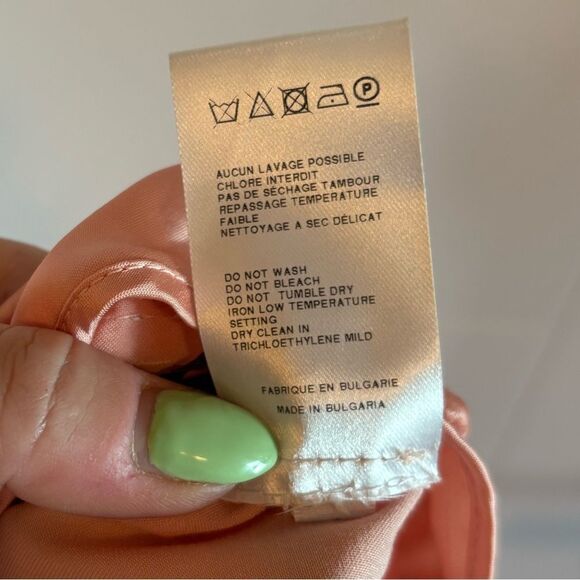 P
AUCUN LAVAGE POSSIBLE
CHLORE INTERDIT
PAS DE SÉCHAGE TAMBOUR
REPASSAGE TEMPERATURE
FAIBLE
NETTOYAGE A SEC DÉLICAT
DO NOT WASH
DO NOT BLEACH
DO NOT TUMBLE DRY
IRON LOW TEMPERATURE
SETTING
DRY CLEAN IN
TRICHLOETHYLENE MILD
FABRIQUE EN BULGARIE
MADE IN BULGARIA